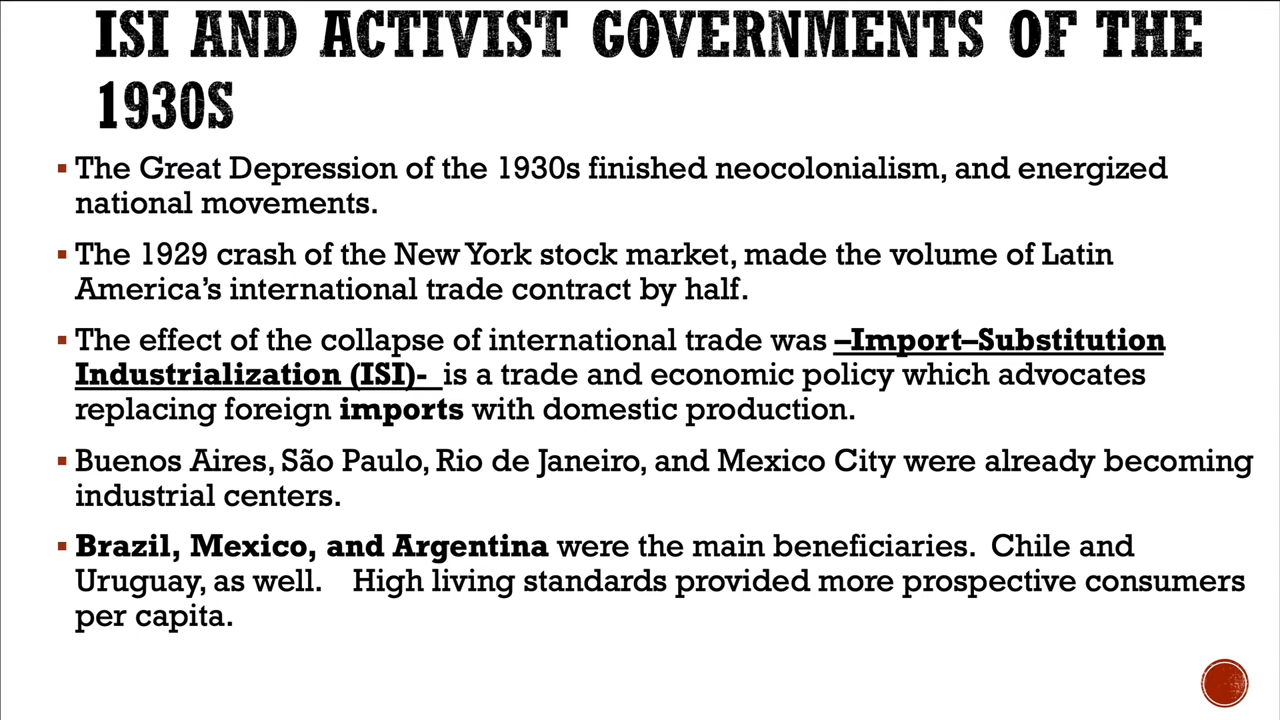 ISI AND ACTIVIST GOVERNMENTS OF THE
1930S
▪ The Great Depression of the 1930s finished neocolonialism, and energized
national movements.
▪ The 1929 crash of the New York stock market, made the volume of Latin
America's international trade contract by half.
▪ The effect of the collapse of international trade was –Import–Substitution
Industrialization (ISI)- is a trade and economic policy which advocates
replacing foreign imports with domestic production.
▪ Buenos Aires, São Paulo, Rio de Janeiro, and Mexico City were already becoming
industrial centers.
▪ Brazil, Mexico, and Argentina were the main beneficiaries. Chile and
Uruguay, as well. High living standards provided more prospective consumers
per capita.